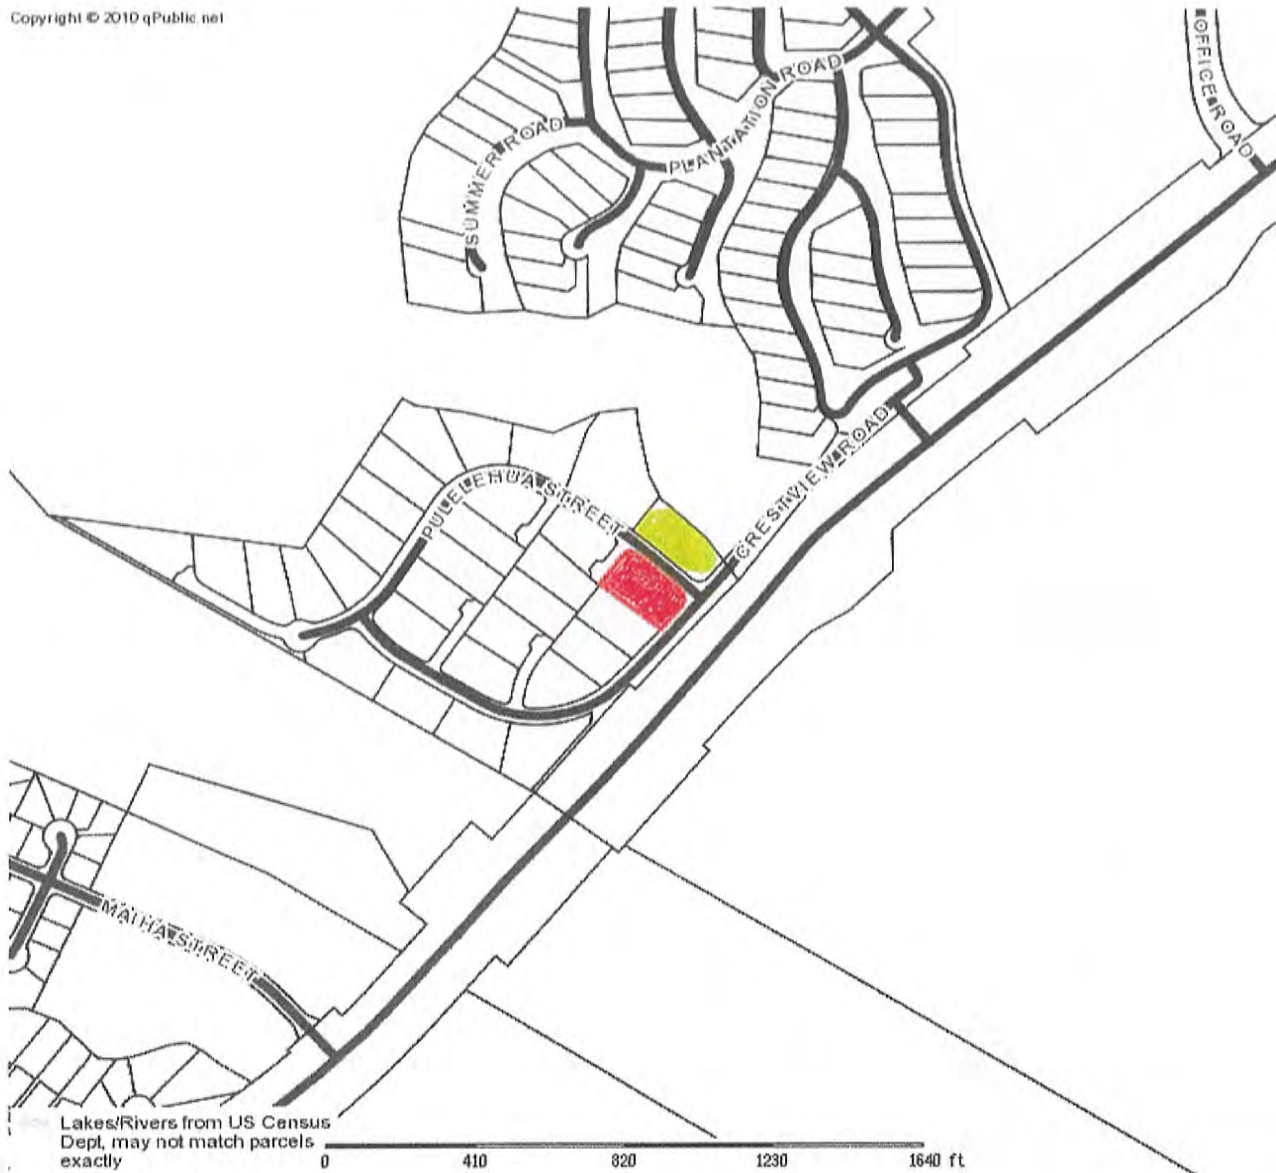 Copyright © 2010 qPublic.net
OFFICE ROAD
PLANTATION ROAD
SUMMER ROAD
CRESTVIEW ROAD
PULELEHUA STREET
MAIHA STREET
Lakes/Rivers from US Census
Dept, may not match parcels
exactly
0 410 820 1230 1640 ft